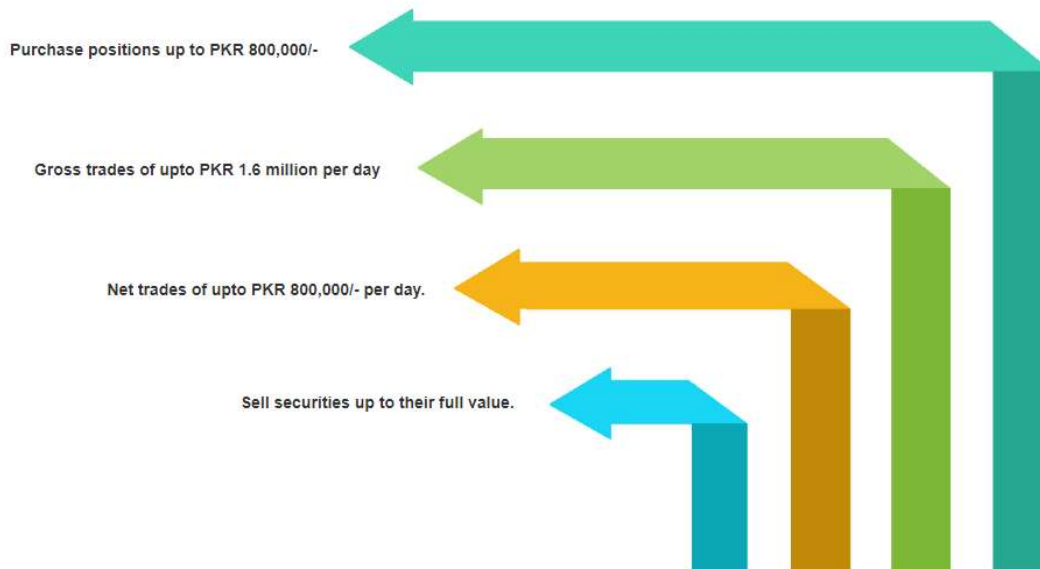 Purchase positions up to PKR 800,000/-
Gross trades of upto PKR 1.6 million per day
Net trades of upto PKR 800,000/- per day.
Sell securities up to their full value.